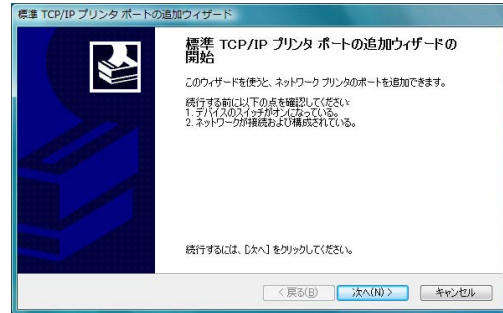 標準 TCP/IP プリンタ ポートの追加ウィザード
標準 TCP/IP プリンタ ポートの追加ウィザードの
開始
このウィザードを使うと、ネットワーク プリンタのポートを追加できます。
続行する前に以下の点を確認してください:
1. デバイスのスイッチがオンになっている。
2. ネットワークが接続および構成されている。
続行するには、[次へ] をクリックしてください。
< 戻る(B)
次へ(N) >
キャンセル